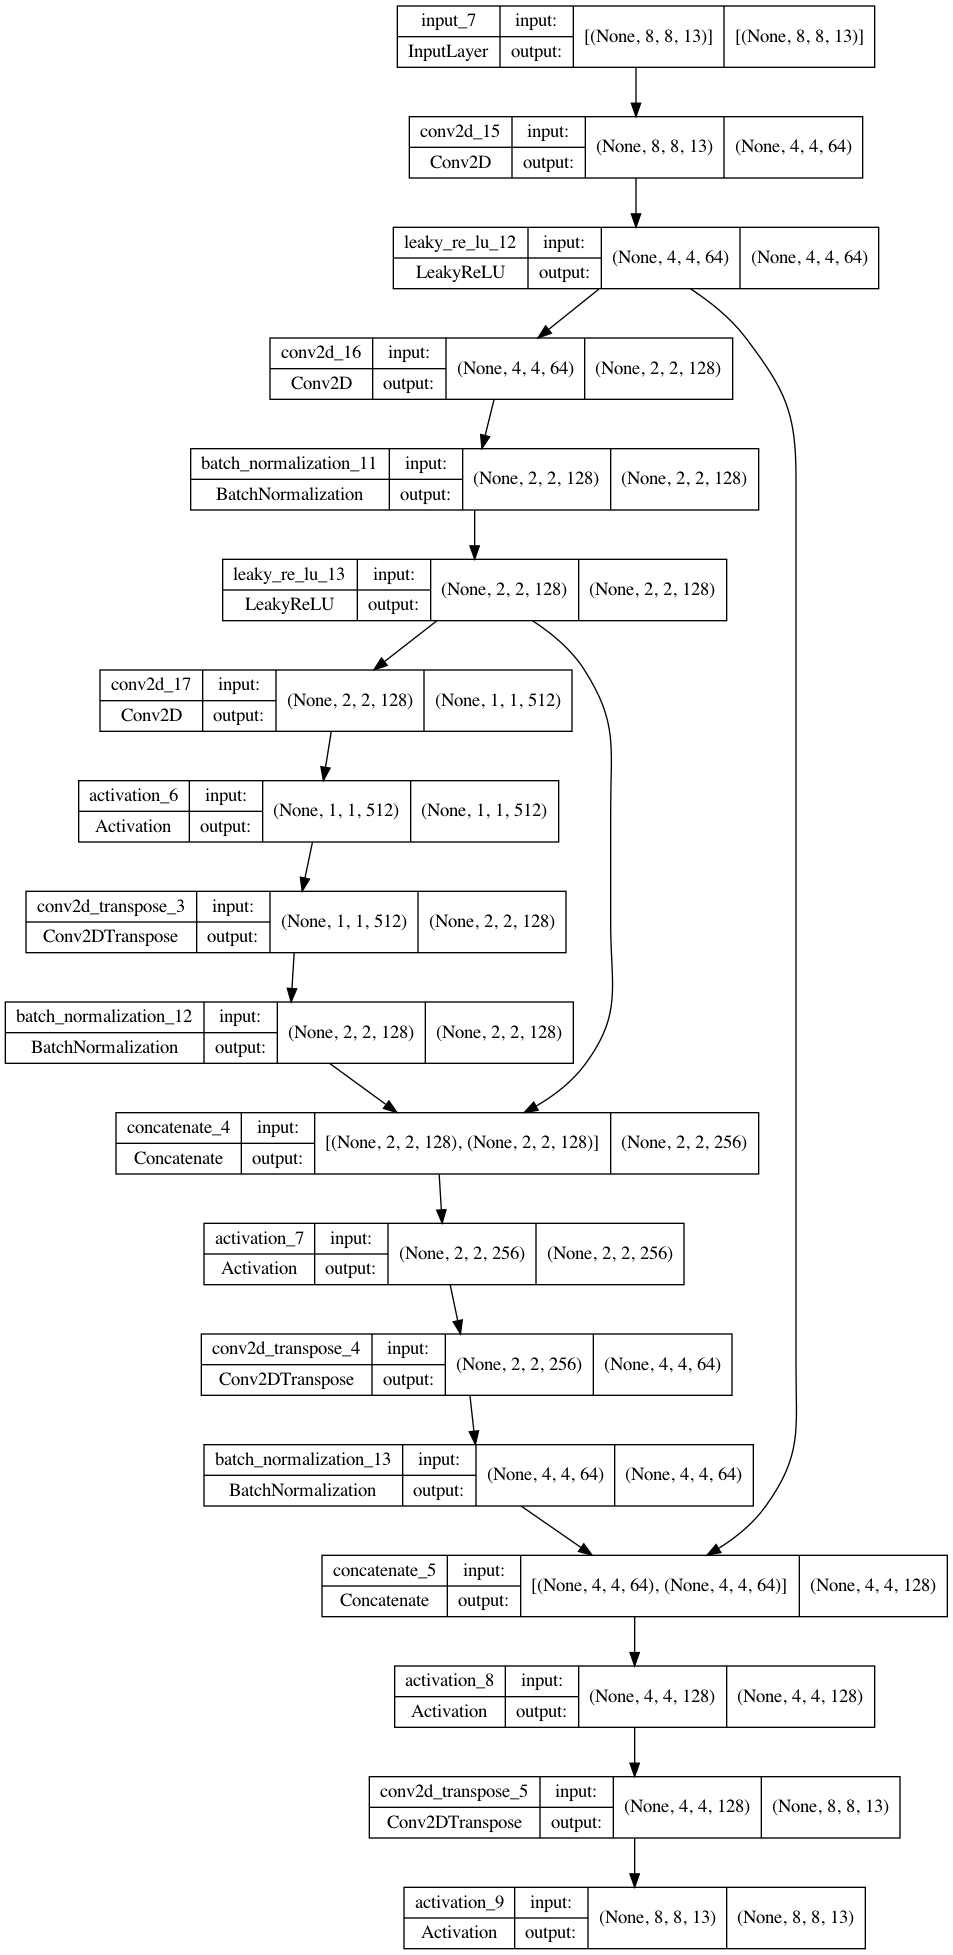 input_7 input: [(None, 8, 8, 13)] [(None, 8, 8, 13)]
InputLayer output:
conv2d_15 input: (None, 8, 8, 13) (None, 4, 4, 64)
Conv2D output:
leaky_re_lu_12 input: (None, 4, 4, 64) (None, 4, 4, 64)
LeakyReLU output:
conv2d_16 input: (None, 4, 4, 64) (None, 2, 2, 128)
Conv2D output:
batch_normalization_11 input: (None, 2, 2, 128) (None, 2, 2, 128)
BatchNormalization output:
leaky_re_lu_13 input: (None, 2, 2, 128) (None, 2, 2, 128)
LeakyReLU output:
conv2d_17 input: (None, 2, 2, 128) (None, 1, 1, 512)
Conv2D output:
activation_6 input: (None, 1, 1, 512) (None, 1, 1, 512)
Activation output:
conv2d_transpose_3 input: (None, 1, 1, 512) (None, 2, 2, 128)
Conv2DTranspose output:
batch_normalization_12 input: (None, 2, 2, 128) (None, 2, 2, 128)
BatchNormalization output:
concatenate_4 input: [(None, 2, 2, 128), (None, 2, 2, 128)] (None, 2, 2, 256)
Concatenate output:
activation_7 input: (None, 2, 2, 256) (None, 2, 2, 256)
Activation output:
conv2d_transpose_4 input: (None, 2, 2, 256) (None, 4, 4, 64)
Conv2DTranspose output:
batch_normalization_13 input: (None, 4, 4, 64) (None, 4, 4, 64)
BatchNormalization output:
concatenate_5 input: [(None, 4, 4, 64), (None, 4, 4, 64)] (None, 4, 4, 128)
Concatenate output:
activation_8 input: (None, 4, 4, 128) (None, 4, 4, 128)
Activation output:
conv2d_transpose_5 input: (None, 4, 4, 128) (None, 8, 8, 13)
Conv2DTranspose output:
activation_9 input: (None, 8, 8, 13) (None, 8, 8, 13)
Activation output: